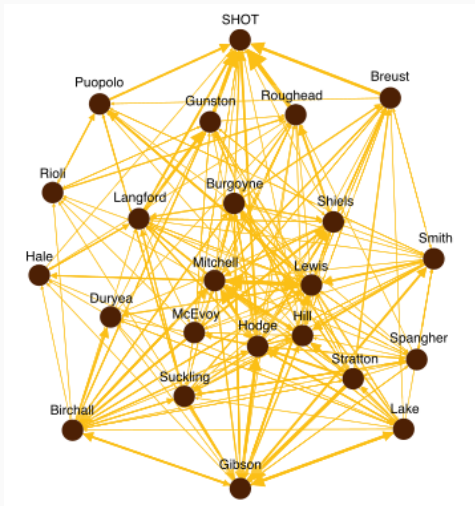 SHOT
Puopolo
Breust
Gunston
Roughead
Rioli
Langford
Burgoyne
Shiels
Smith
Hale
Mitchell
Lewis
Duryea
McEvoy
Hodge
Hill
Spangher
Stratton
Suckling
Birchall
Lake
Gibson